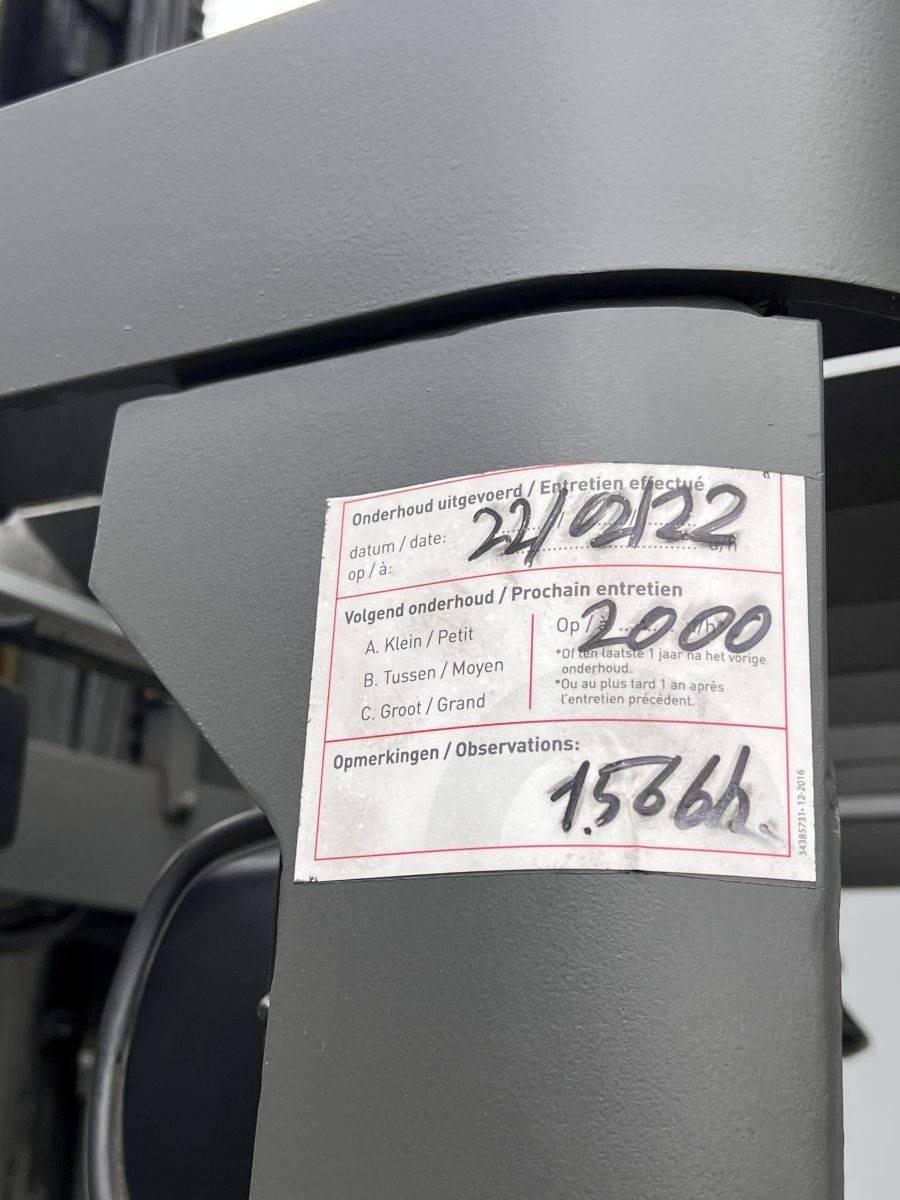 Onderhoud uitgevoerd / Entretien effectué
datum / date: 22/02/22
op / à: u/h
Volgend onderhoud / Prochain entretien
A. Klein / Petit
B. Tussen / Moyen
C. Groot / Grand
Op / à 2000 u/h*
*Of ten laatste 1 jaar na het vorige
onderhoud.
*Ou au plus tard 1 an après
l'entretien précédent.
Opmerkingen / Observations:
1.566h.
34385731-12-2016